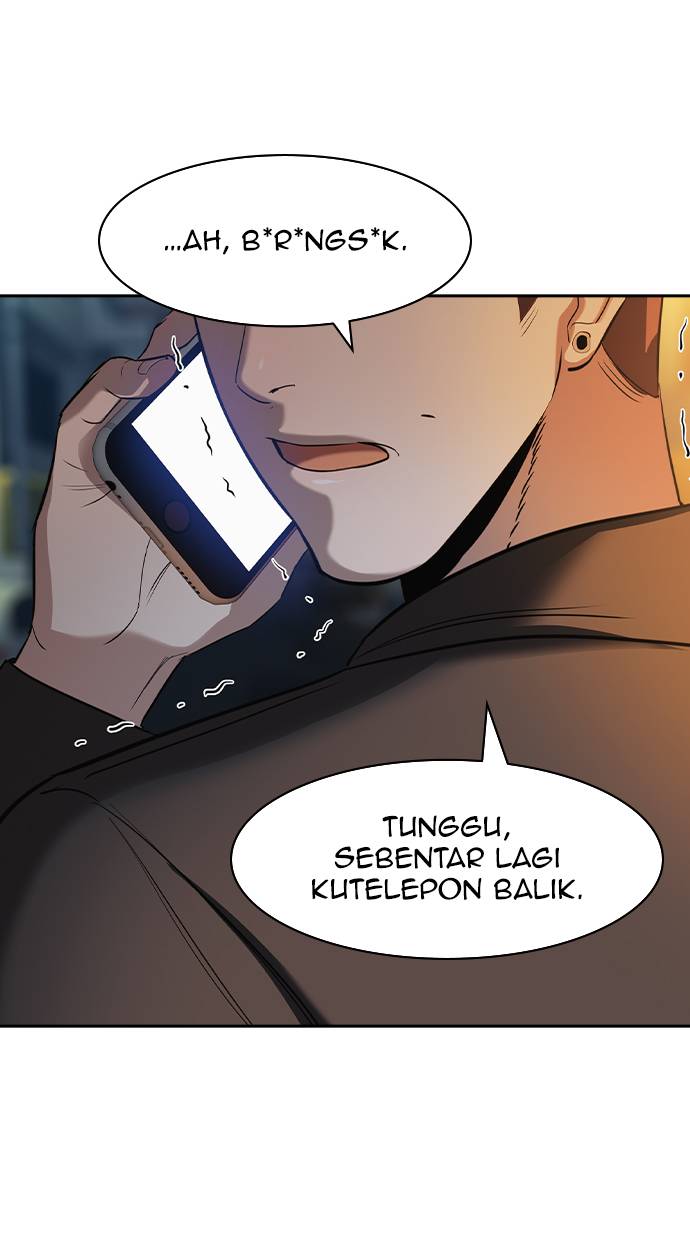 ...AH, B*R*NGS*K.
TUNGGU,
SEBENTAR LAGI
KUTELEPON BALIK.